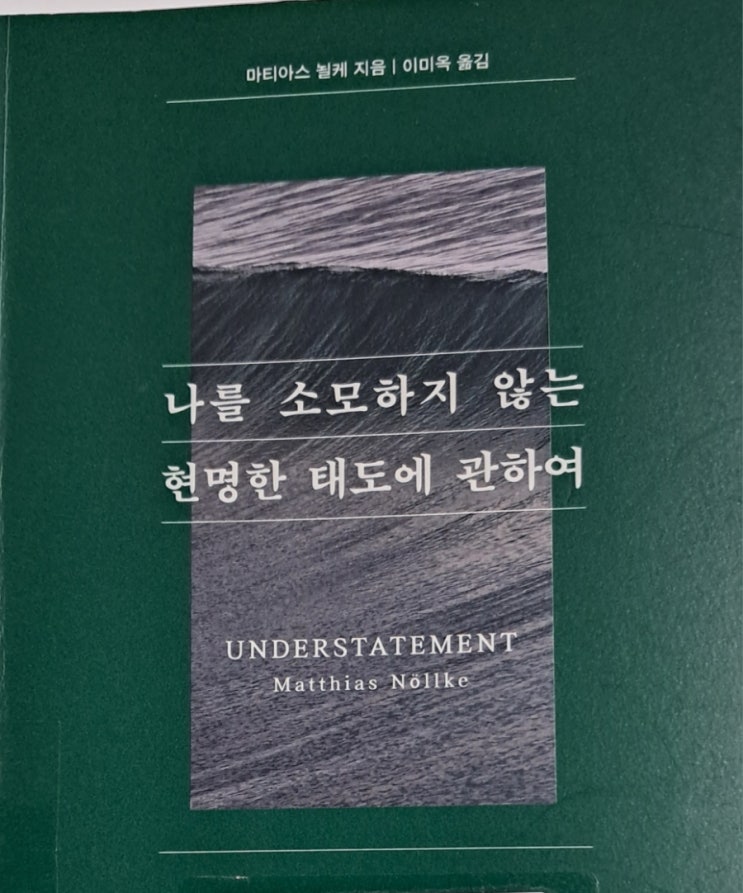 마티아스 뇔케 지음 | 이미옥 옮김
나를 소모하지 않는
현명한 태도에 관하여
UNDERSTATEMENT
Matthias Nöllke